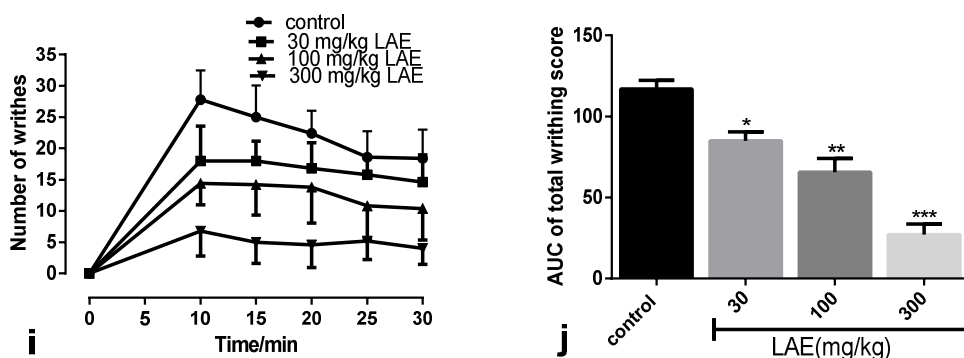 control
30 mg/kg LAE
100 mg/kg LAE
300 mg/kg LAE
Number of writhes
35
30
25
20
15
10
5
0
0 5 10 15 20 25 30
Time/min
i
AUC of total writhing score
150
100
50
0
*
**
***
control 30 100 300
LAE(mg/kg)
j